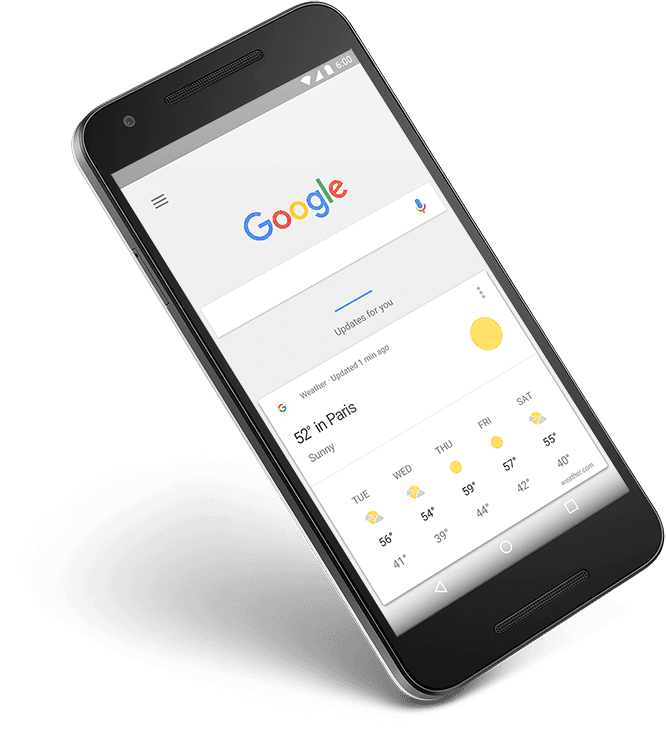 6:00
Google
Updates for you
Weather · Updated 1 min ago
52° in Paris
Sunny
TUE WED THU FRI SAT
56° 54° 59° 57° 55°
41° 39° 44° 42° 40°
weather.com